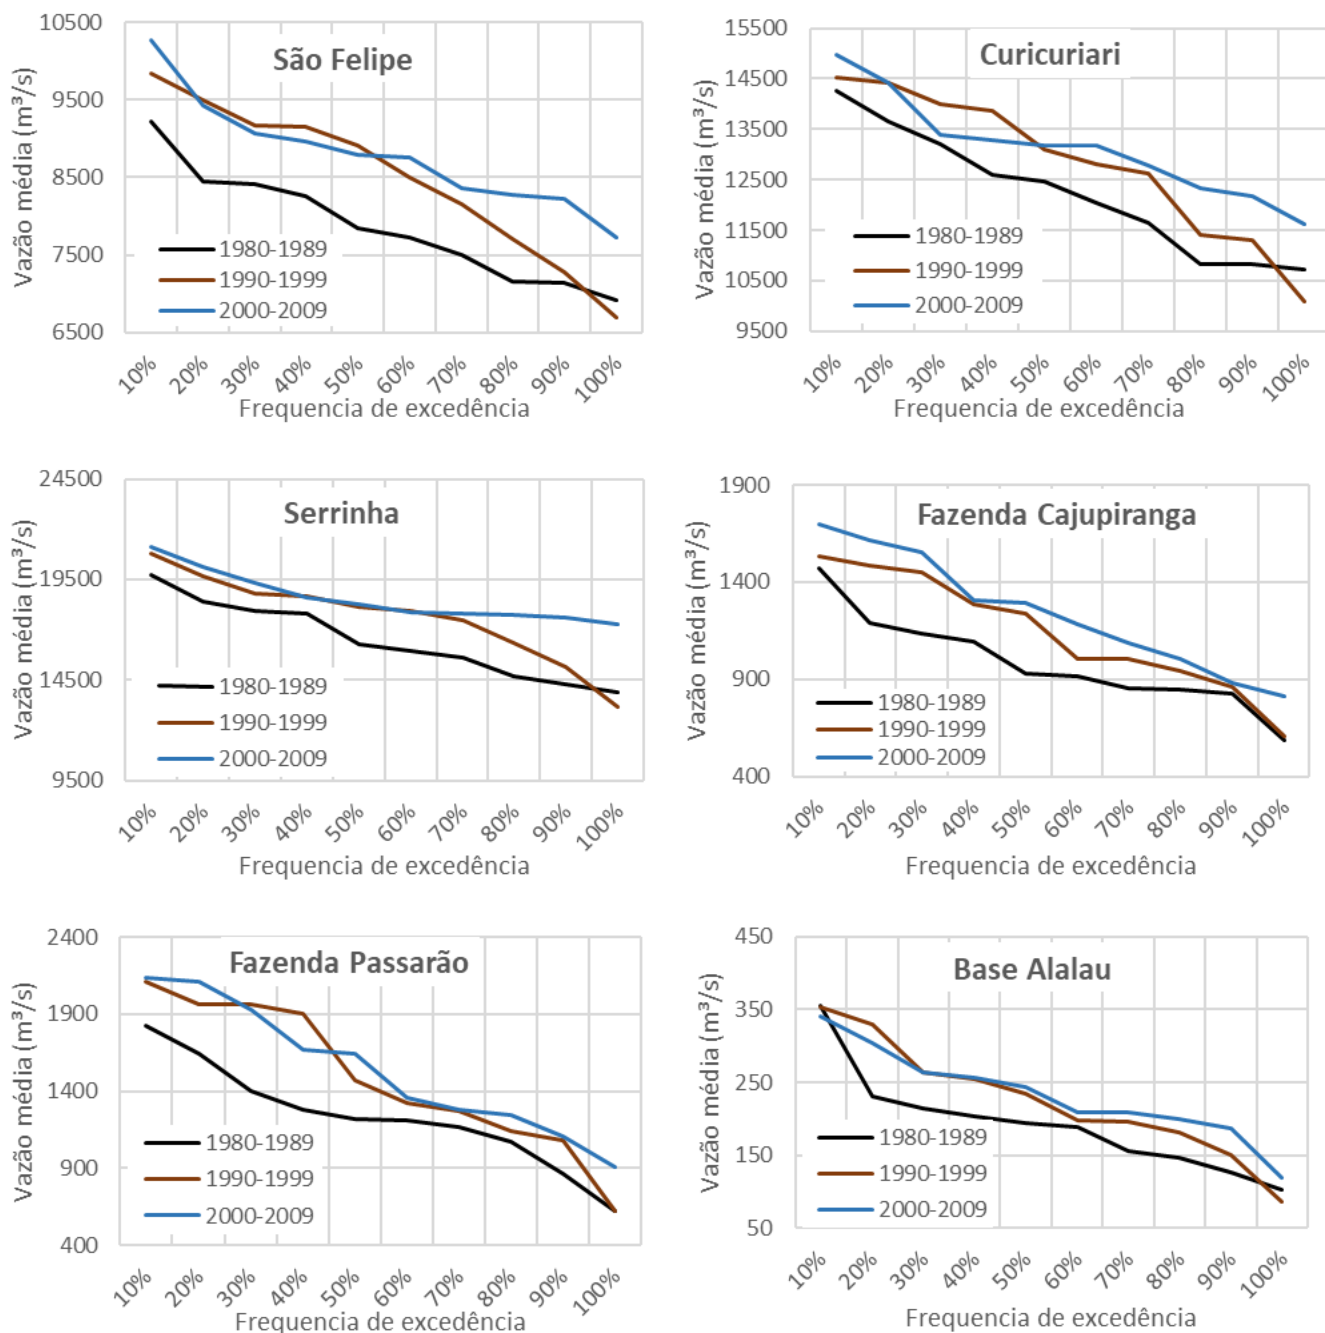 São Felipe
Vazão média (m³/s)
10500
9500
8500
7500
6500
1980-1989
1990-1999
2000-2009
10% 20% 30% 40% 50% 60% 70% 80% 90% 100%
Frequencia de excedência
Curicuriari
Vazão média (m³/s)
15500
14500
13500
12500
11500
10500
9500
1980-1989
1990-1999
2000-2009
10% 20% 30% 40% 50% 60% 70% 80% 90% 100%
Frequencia de excedência
Serrinha
Vazão média (m³/s)
24500
19500
14500
9500
1980-1989
1990-1999
2000-2009
10% 20% 30% 40% 50% 60% 70% 80% 90% 100%
Frequencia de excedência
Fazenda Cajupiranga
Vazão média (m³/s)
1900
1400
900
400
1980-1989
1990-1999
2000-2009
10% 20% 30% 40% 50% 60% 70% 80% 90% 100%
Frequencia de excedência
Fazenda Passarão
Vazão média (m³/s)
2400
1900
1400
900
400
1980-1989
1990-1999
2000-2009
10% 20% 30% 40% 50% 60% 70% 80% 90% 100%
Frequencia de excedência
Base Alalau
Vazão média (m³/s)
450
350
250
150
50
1980-1989
1990-1999
2000-2009
10% 20% 30% 40% 50% 60% 70% 80% 90% 100%
Frequencia de excedência